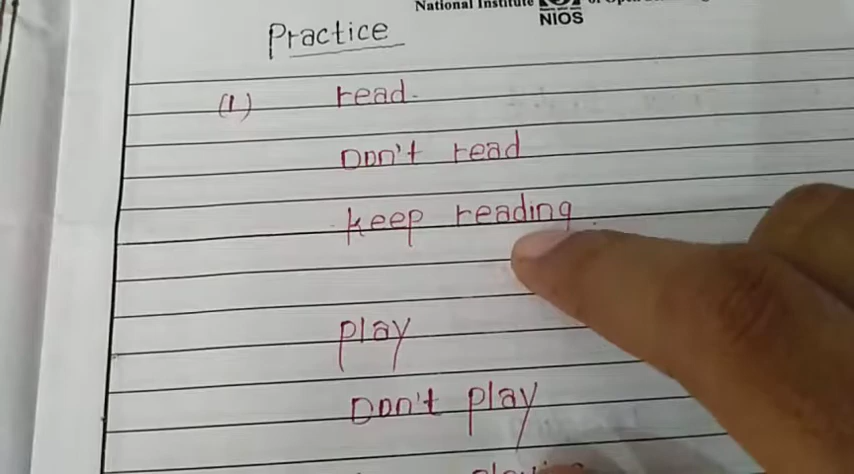 National Institute
NIOS
Practice
(1) read.
Don't read
keep reading
play
Don't play